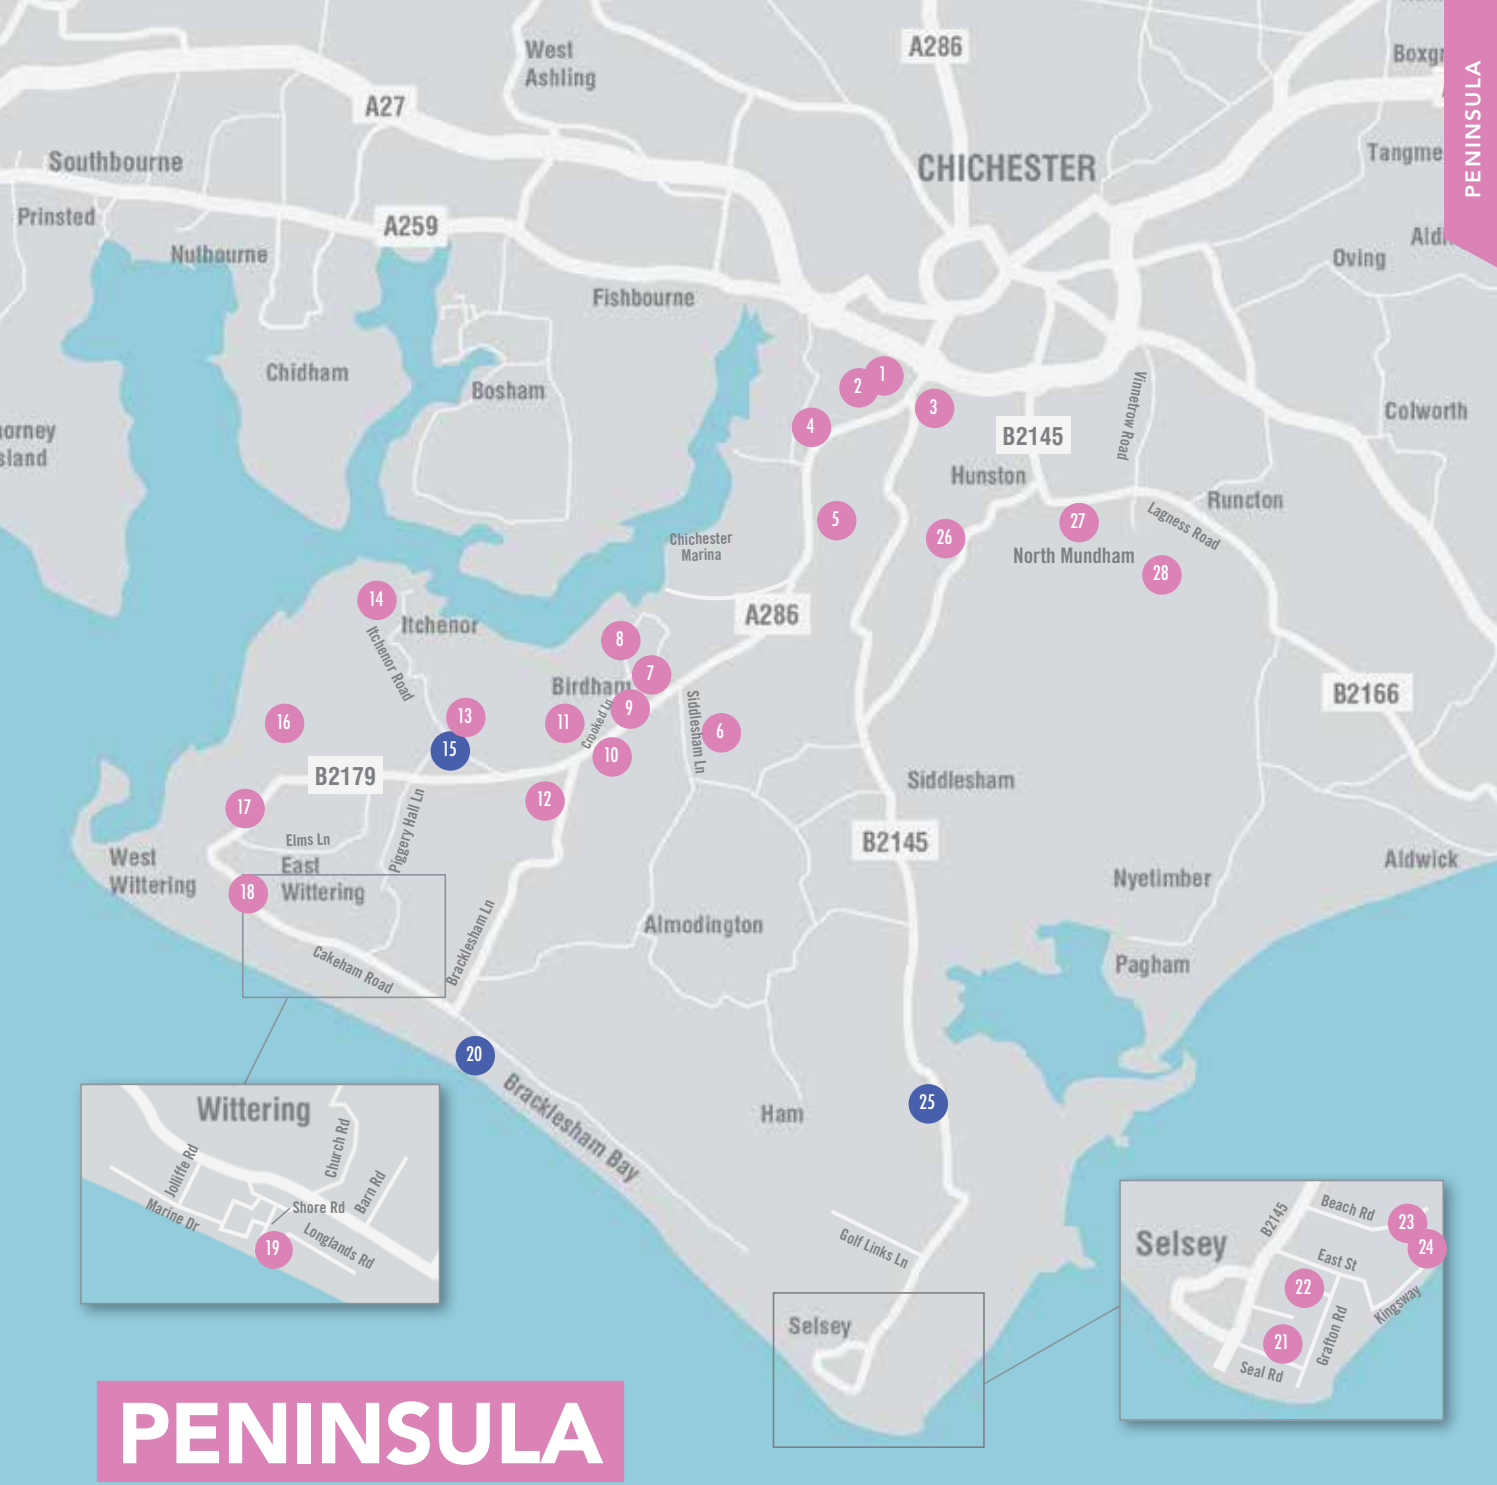 A286
West
Ashling
PENINSULA
A27
Southbourne
CHICHESTER
Prinsted
A259
Nutbourne
Oving
Fishbourne
Chidham
Bosham
1
2
3
4
B2145
Vinnetrow Road
Colworth
Hunston
Runcton
5
26
27
Lagness Road
North Mundham
28
Chichester
Marina
14
Itchenor
Itchenor Road
A286
8
7
Birdham
9
Crooked Ln
11
10
Siddlesham Ln
6
B2166
16
13
15
B2179
12
17
Elms Ln
Piggery Hall Ln
Siddlesham
B2145
West
Wittering
East
Wittering
18
Aldwick
Nyetimber
Almodington
Bracklesham Ln
Cakeham Road
Pagham
20
Bracklesham Bay
Ham
25
Wittering
Church Rd
Jolliffe Rd
Barn Rd
Marine Dr
Shore Rd
Longlands Rd
19
Golf Links Ln
Selsey
Selsey
B2145
Beach Rd
23
24
East St
22
Kingsway
Grafton Rd
21
Seal Rd
PENINSULA